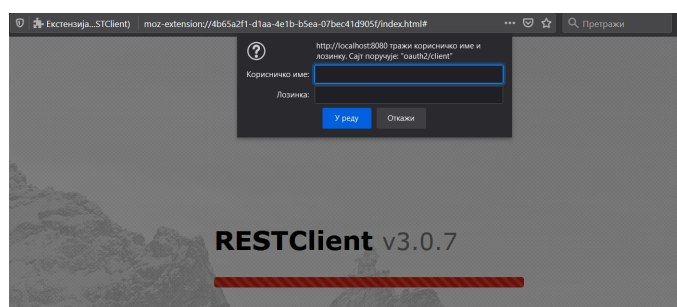 Екстензија...STClient) moz-extension://4b65a2f1-d1aa-4e1b-b5ea-07bec41d905f/index.html# Претражи
http://localhost:8080 тражи корисничко име и
лозинку. Сајт поручује: "oauth2/client"
Корисничко име:
Лозинка:
У реду Откажи
RESTClient v3.0.7